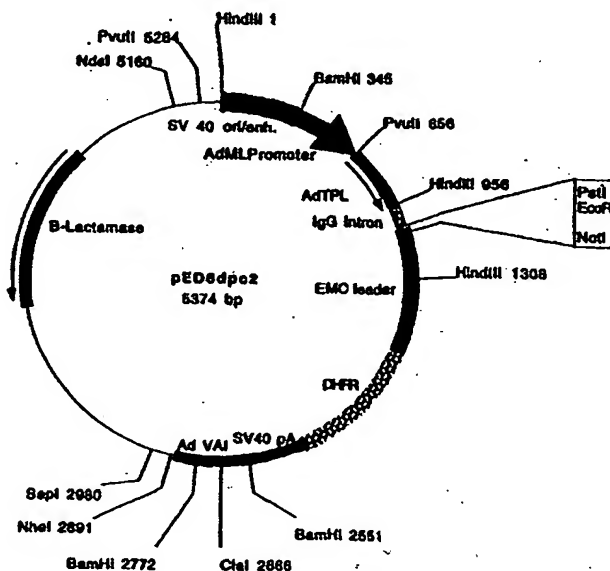 HindIII 1
PvuII 5284
NdeI 5160
BamHI 345
SV 40 ori/enh.
PvuII 656
AdMLPromoter
HindIII 956
AdTPL
IgG Intron
PstI
EcoR
NotI
B-Lactamase
pED6dpc2
5374 bp
EMC leader
HindIII 1308
DHFR
Ad VAI
SV40 pA
SspI 2980
NheI 2891
BamHI 2772
ClaI 2866
BamHI 2551